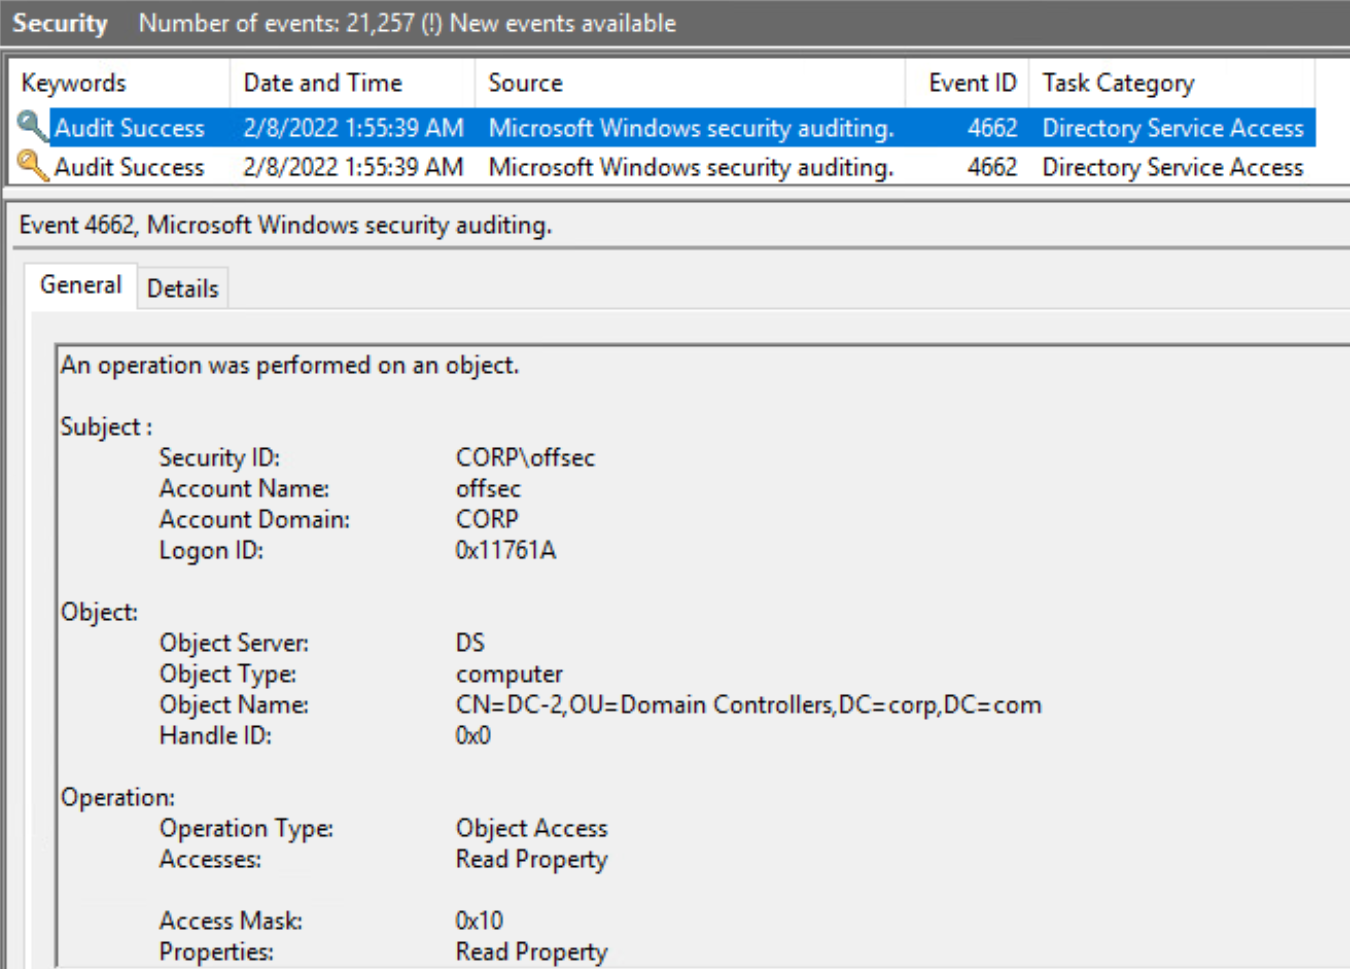 Security Number of events: 21,257 (!) New events available
Keywords Date and Time Source Event ID Task Category
Audit Success 2/8/2022 1:55:39 AM Microsoft Windows security auditing. 4662 Directory Service Access
Audit Success 2/8/2022 1:55:39 AM Microsoft Windows security auditing. 4662 Directory Service Access
Event 4662, Microsoft Windows security auditing.
General Details
An operation was performed on an object.
Subject :
Security ID: CORP\offsec
Account Name: offsec
Account Domain: CORP
Logon ID: 0x11761A
Object:
Object Server: DS
Object Type: computer
Object Name: CN=DC-2,OU=Domain Controllers,DC=corp,DC=com
Handle ID: 0x0
Operation:
Operation Type: Object Access
Accesses: Read Property
Access Mask: 0x10
Properties: Read Property